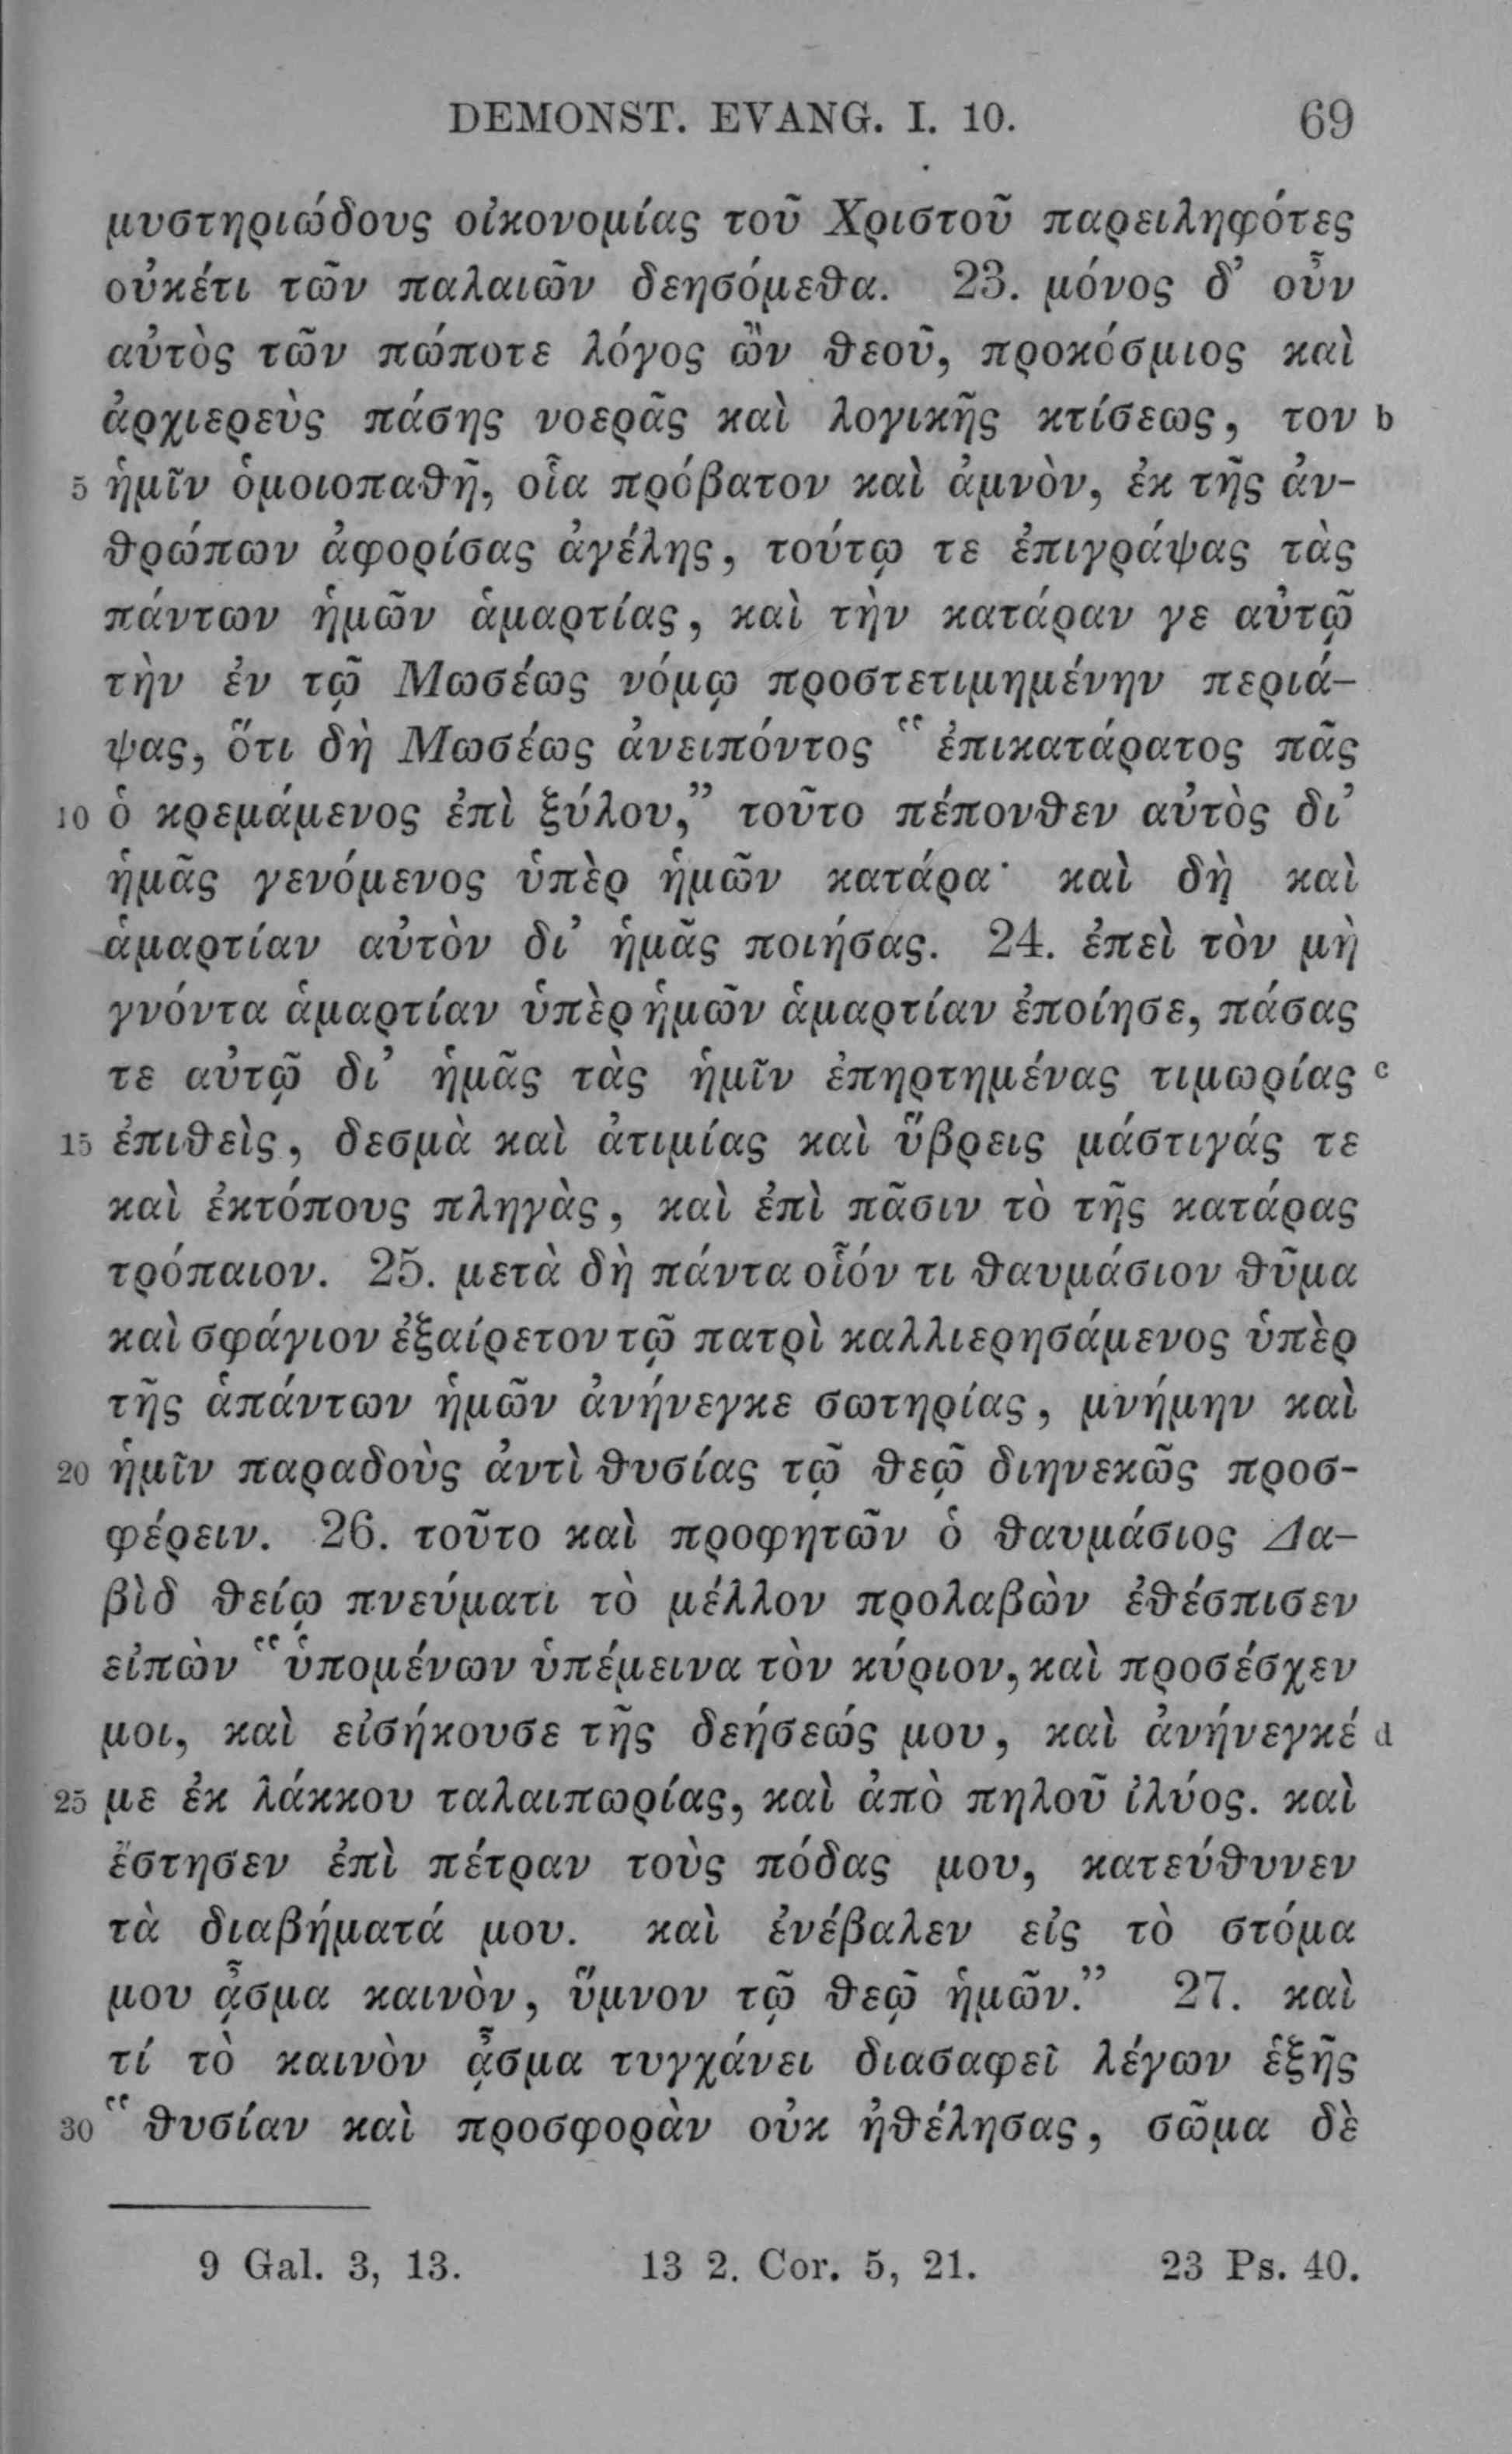 DEMONST. EVANG. I. 10. 69
μυστηριώδους οἰκονομίας τοῦ Χριστοῦ παρειληφότες
οὐκέτι τῶν παλαιῶν δεησόμεθα. 23. μόνος δ’ οὖν
αὐτὸς τῶν πώποτε λόγος ὢν θεοῦ, προκόσμιος καὶ
ἀρχιερεὺς πάσης νοερᾶς καὶ λογικῆς κτίσεως, τον b
5 ἡμῖν ὁμοιοπαθῆ, οἷα πρόβατον καὶ ἀμνὸν, ἐκ τῆς ἀν-
θρώπων ἀφορίσας ἀγέλης, τούτῳ τε ἐπιγράψας τὰς
πάντων ἡμῶν ἁμαρτίας, καὶ τὴν κατάραν γε αὐτῷ
τὴν ἐν τῷ Μωσέως νόμῳ προστετιμημένην περιά-
ψας, ὅτι δὴ Μωσέως ἀνειπόντος “ἐπικατάρατος πᾶς
10 ὁ κρεμάμενος ἐπὶ ξύλου,” τοῦτο πέπονθεν αὐτὸς δι’
ἡμᾶς γενόμενος ὑπὲρ ἡμῶν κατάρα· καὶ δὴ καὶ
ἁμαρτίαν αὐτὸν δι’ ἡμᾶς ποιήσας. 24. ἐπεὶ τὸν μὴ
γνόντα ἁμαρτίαν ὑπὲρ ἡμῶν ἁμαρτίαν ἐποίησε, πάσας
τε αὐτῷ δι’ ἡμᾶς τὰς ἡμῖν ἐπηρτημένας τιμωρίας c
15 ἐπιθεὶς, δεσμὰ καὶ ἀτιμίας καὶ ὕβρεις μάστιγάς τε
καὶ ἐκτόπους πληγὰς, καὶ ἐπὶ πᾶσιν τὸ τῆς κατάρας
τρόπαιον. 25. μετὰ δὴ πάντα οἷόν τι θαυμάσιον θῦμα
καὶ σφάγιον ἐξαίρετον τῷ πατρὶ καλλιερησάμενος ὑπὲρ
τῆς ἁπάντων ἡμῶν ἀνήνεγκε σωτηρίας, μνήμην καὶ
20 ἡμῖν παραδοὺς ἀντὶ θυσίας τῷ θεῷ διηνεκῶς προσ-
φέρειν. 26. τοῦτο καὶ προφητῶν ὁ θαυμάσιος Δα-
βὶδ θείῳ πνεύματι τὸ μέλλον προλαβὼν ἐθέσπισεν
εἰπὼν “ὑπομένων ὑπέμεινα τὸν κύριον, καὶ προσέσχεν
μοι, καὶ εἰσήκουσε τῆς δεήσεώς μου, καὶ ἀνήνεγκέ d
25 με ἐκ λάκκου ταλαιπωρίας, καὶ ἀπὸ πηλοῦ ἰλύος. καὶ
ἔστησεν ἐπὶ πέτραν τοὺς πόδας μου, κατεύθυνεν
τὰ διαβήματά μου. καὶ ἐνέβαλεν εἰς τὸ στόμα
μου ᾆσμα καινὸν, ὕμνον τῷ θεῷ ἡμῶν.” 27. καὶ
τί τὸ καινὸν ᾆσμα τυγχάνει διασαφεῖ λέγων ἑξῆς
30 “θυσίαν καὶ προσφορὰν οὐκ ἠθέλησας, σῶμα δὲ
9 Gal. 3, 13. 13 2. Cor. 5, 21. 23 Ps. 40.